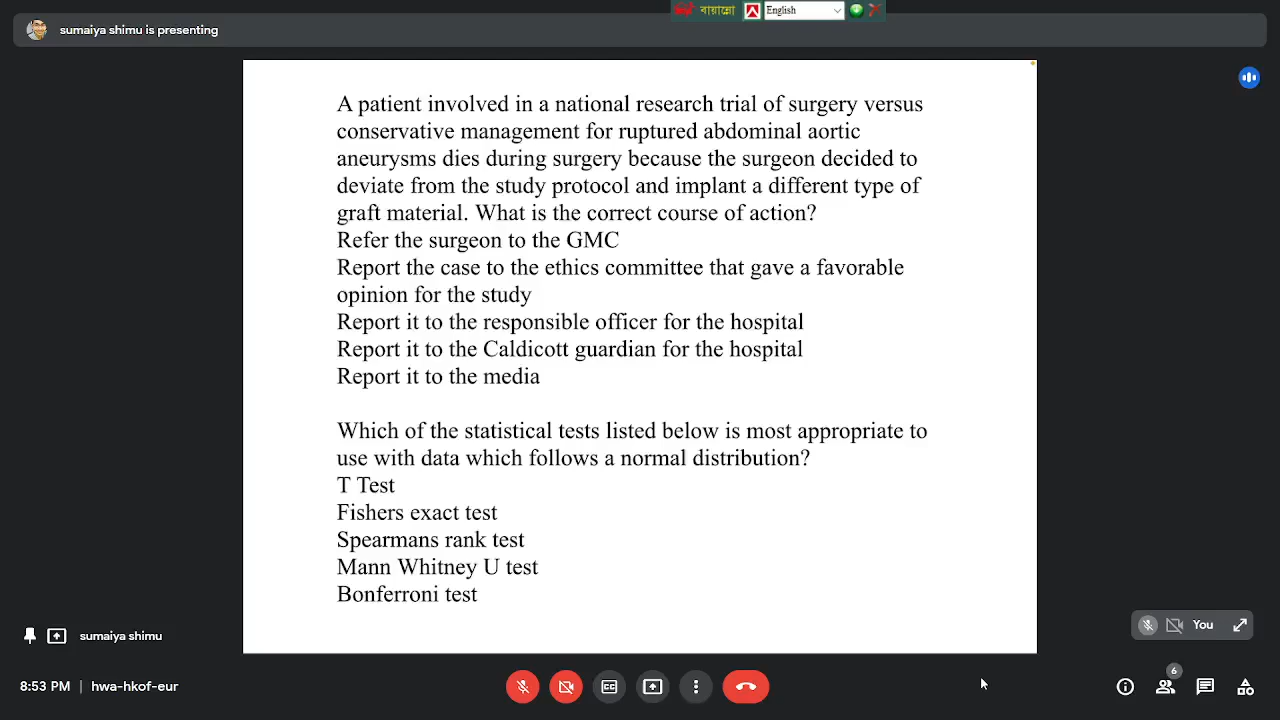 বায়ান্নো
English
sumaiya shimu is presenting
A patient involved in a national research trial of surgery versus
conservative management for ruptured abdominal aortic
aneurysms dies during surgery because the surgeon decided to
deviate from the study protocol and implant a different type of
graft material. What is the correct course of action?
Refer the surgeon to the GMC
Report the case to the ethics committee that gave a favorable
opinion for the study
Report it to the responsible officer for the hospital
Report it to the Caldicott guardian for the hospital
Report it to the media
Which of the statistical tests listed below is most appropriate to
use with data which follows a normal distribution?
T Test
Fishers exact test
Spearmans rank test
Mann Whitney U test
Bonferroni test
You
sumaiya shimu
8:53 PM | hwa-hkof-eur
6